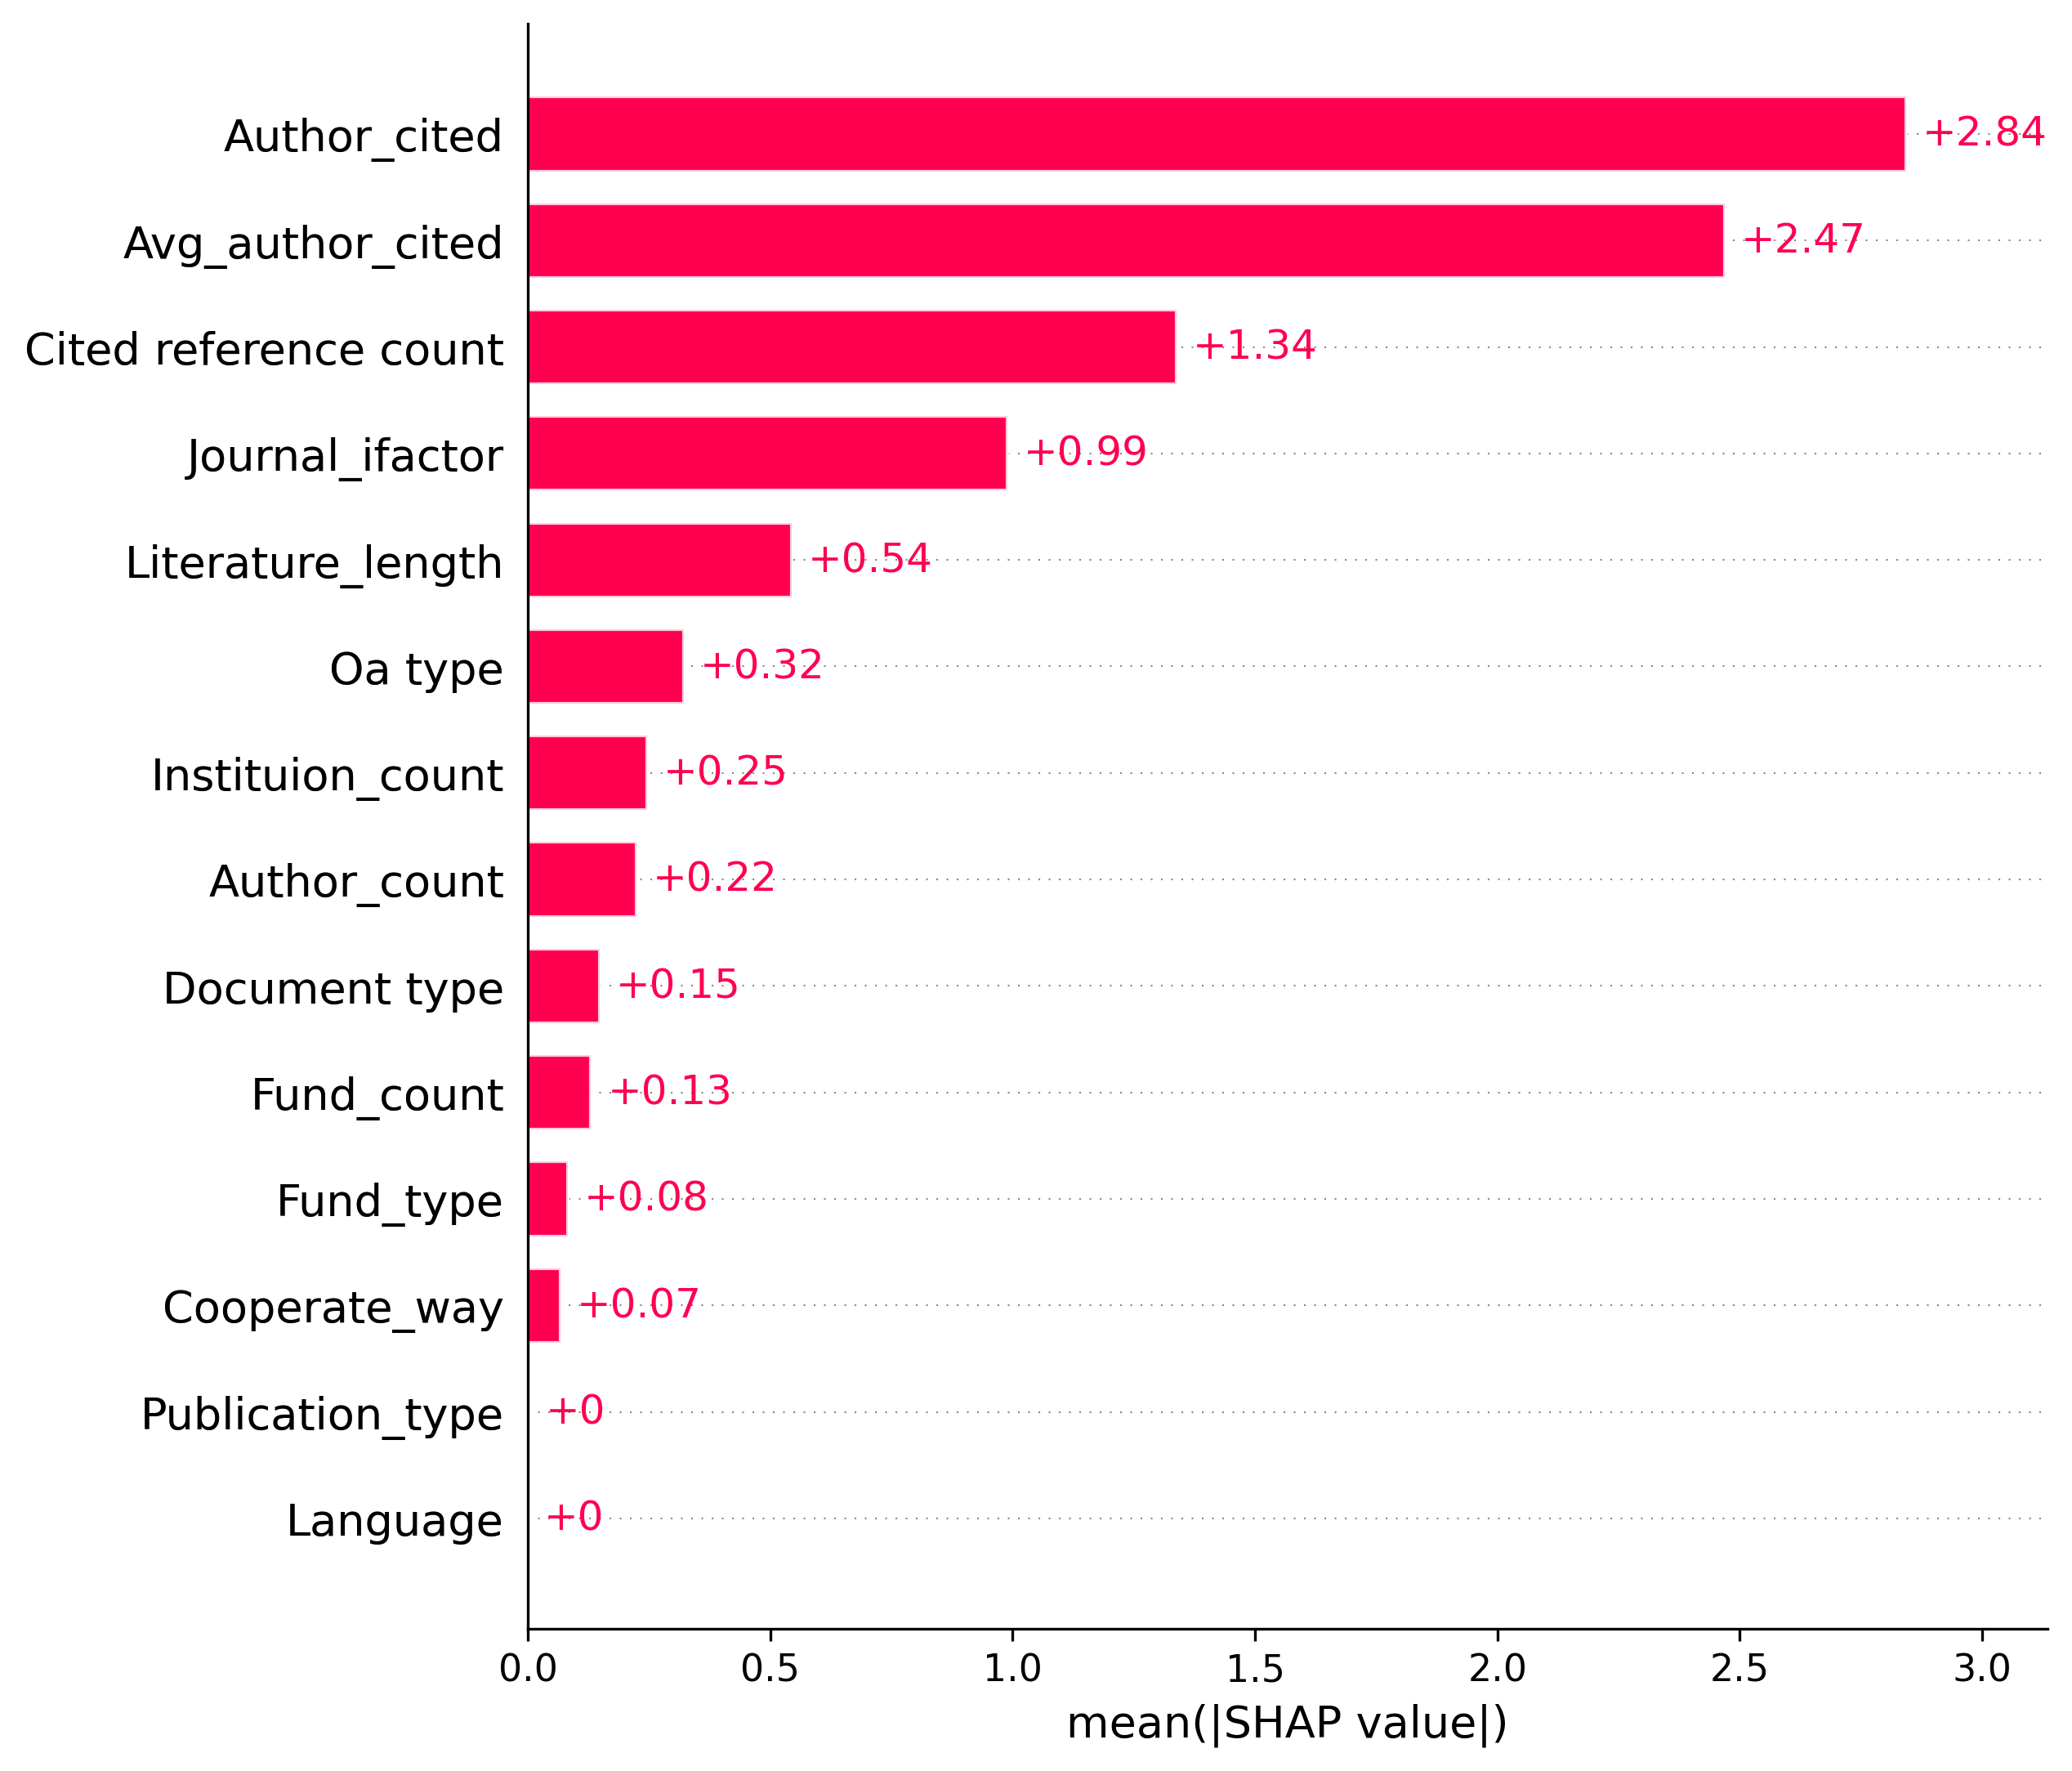 Author_cited +2.84
Avg_author_cited +2.47
Cited reference count +1.34
Journal_ifactor +0.99
Literature_length +0.54
Oa type +0.32
Instituion_count +0.25
Author_count +0.22
Document type +0.15
Fund_count +0.13
Fund_type +0.08
Cooperate_way +0.07
Publication_type +0
Language +0
0.0 0.5 1.0 1.5 2.0 2.5 3.0
mean(|SHAP value|)